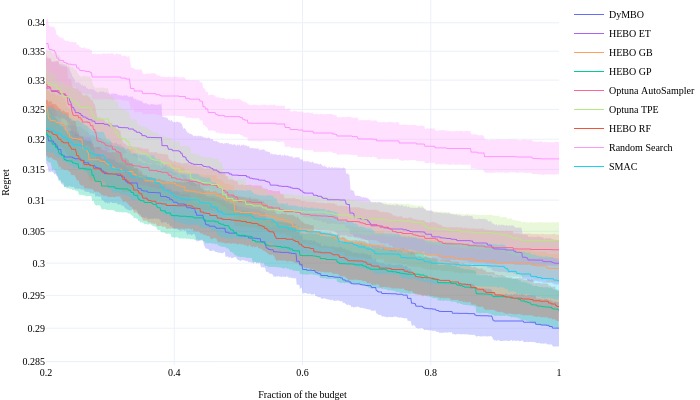 0.34
0.335
0.33
0.325
0.32
0.315
0.31
0.305
0.3
0.295
0.29
0.285
Regret
0.2
0.4
0.6
0.8
1
Fraction of the budget
DyMBO
HEBO ET
HEBO GB
HEBO GP
Optuna AutoSampler
Optuna TPE
HEBO RF
Random Search
SMAC